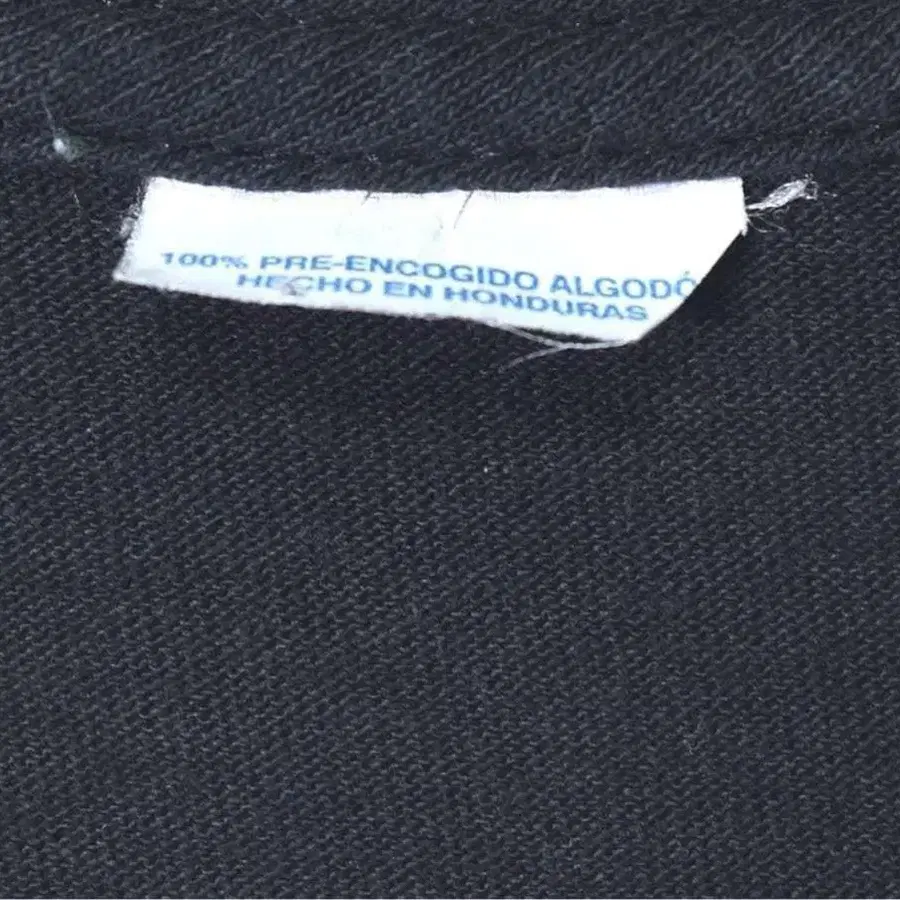 100% PRE-ENCOGIDO ALGODÓ
HECHO EN HONDURAS